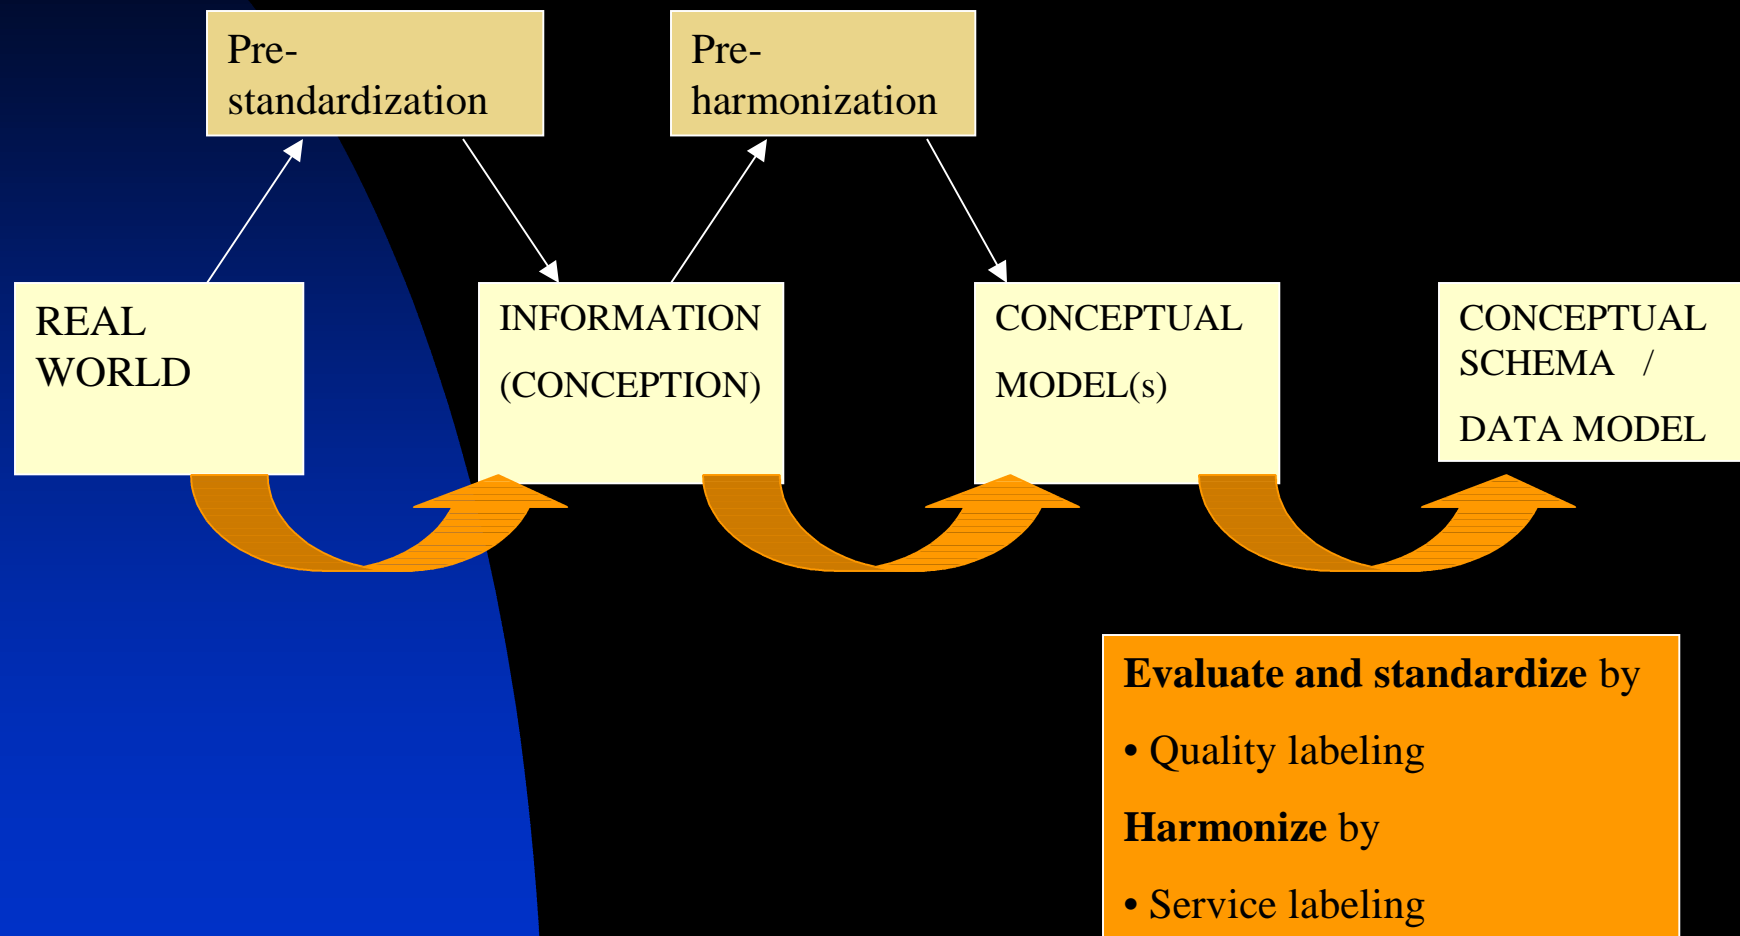 Pre-
standardization
Pre-
harmonization
REAL
WORLD
INFORMATION
(CONCEPTION)
CONCEPTUAL
MODEL(s)
CONCEPTUAL
SCHEMA /
DATA MODEL
Evaluate and standardize by
• Quality labeling
Harmonize by
• Service labeling